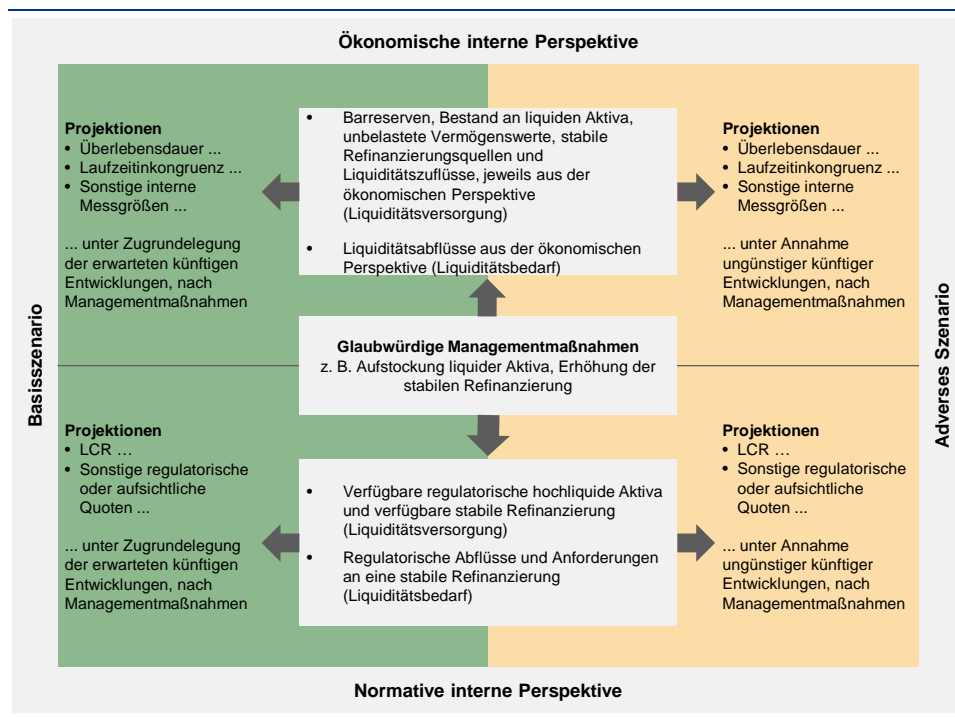 Ökonomische interne Perspektive
Basisszenario
Projektionen
• Überlebensdauer ...
• Laufzeitinkongruenz ...
• Sonstige interne
Messgrößen ...
... unter Zugrundelegung
der erwarteten künftigen
Entwicklungen, nach
Managementmaßnahmen
• Barreserven, Bestand an liquiden Aktiva,
unbelastete Vermögenswerte, stabile
Refinanzierungsquellen und
Liquiditätszuflüsse, jeweils aus der
ökonomischen Perspektive
(Liquiditätsversorgung)
• Liquiditätsabflüsse aus der ökonomischen
Perspektive (Liquiditätsbedarf)
Projektionen
• Überlebensdauer ...
• Laufzeitinkongruenz ...
• Sonstige interne
Messgrößen ...
... unter Annahme
ungünstiger künftiger
Entwicklungen, nach
Managementmaßnahmen
Adverses Szenario
Glaubwürdige Managementmaßnahmen
z. B. Aufstockung liquider Aktiva, Erhöhung der
stabilen Refinanzierung
Projektionen
• LCR …
• Sonstige regulatorische
oder aufsichtliche
Quoten ...
... unter Zugrundelegung
der erwarteten künftigen
Entwicklungen, nach
Managementmaßnahmen
• Verfügbare regulatorische hochliquide Aktiva
und verfügbare stabile Refinanzierung
(Liquiditätsversorgung)
• Regulatorische Abflüsse und Anforderungen
an eine stabile Refinanzierung
(Liquiditätsbedarf)
Projektionen
• LCR …
• Sonstige regulatorische
oder aufsichtliche
Quoten ...
... unter Annahme
ungünstiger künftiger
Entwicklungen, nach
Managementmaßnahmen
Normative interne Perspektive